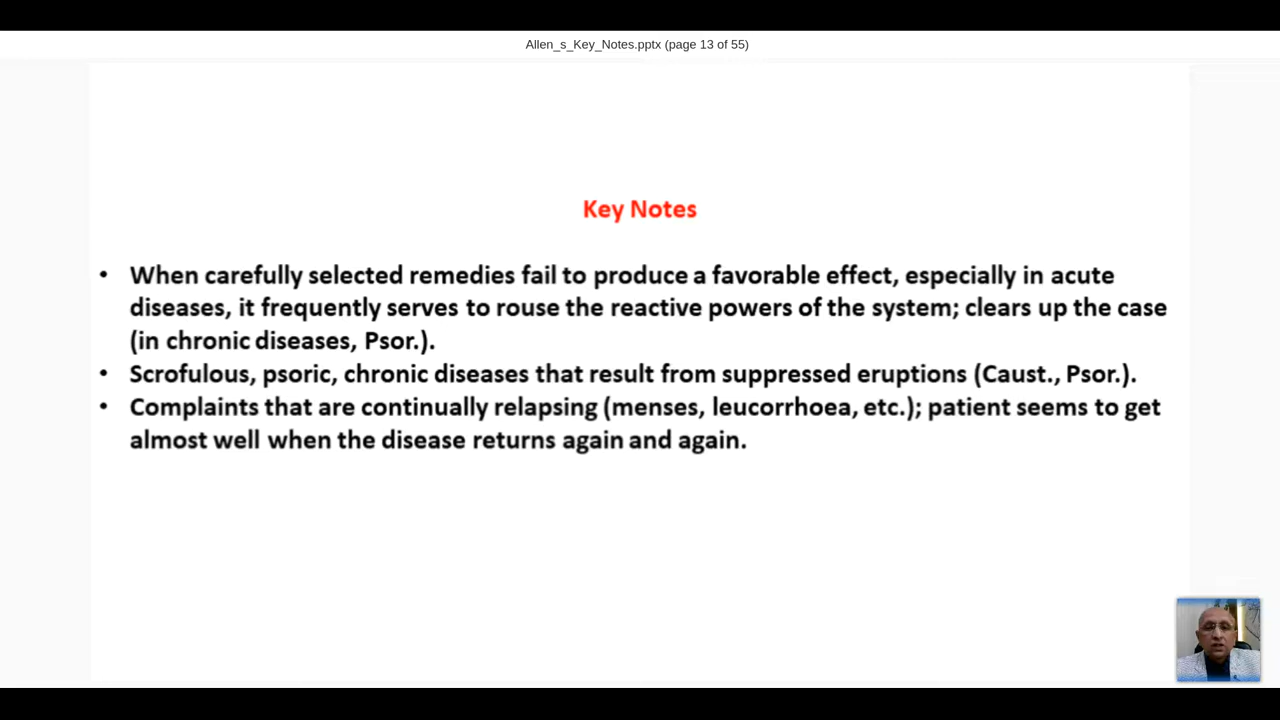 Allen_s_Key_Notes.pptx (page 13 of 55)
Key Notes
• When carefully selected remedies fail to produce a favorable effect, especially in acute
diseases, it frequently serves to rouse the reactive powers of the system; clears up the case
(in chronic diseases, Psor.).
• Scrofulous, psoric, chronic diseases that result from suppressed eruptions (Caust., Psor.).
• Complaints that are continually relapsing (menses, leucorrhoea, etc.); patient seems to get
almost well when the disease returns again and again.